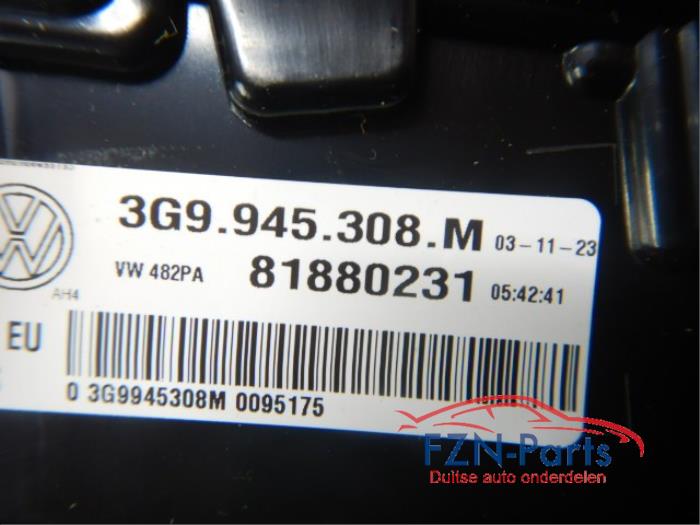 3G9.945.308.M 03-11-23
VW 482PA 81880231 05:42:41
AH4
EU
0 3G9945308M 0095175
FZN-Parts
Duitse auto onderdelen